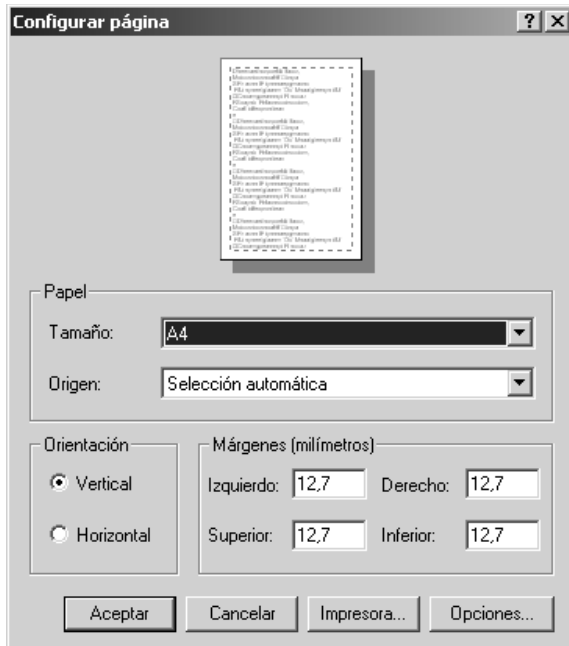 Configurar página
Papel
Tamaño: A4
Origen: Selección automática
Orientación
Vertical
Horizontal
Márgenes (milímetros)
Izquierdo: 12,7 Derecho: 12,7
Superior: 12,7 Inferior: 12,7
Aceptar Cancelar Impresora... Opciones...